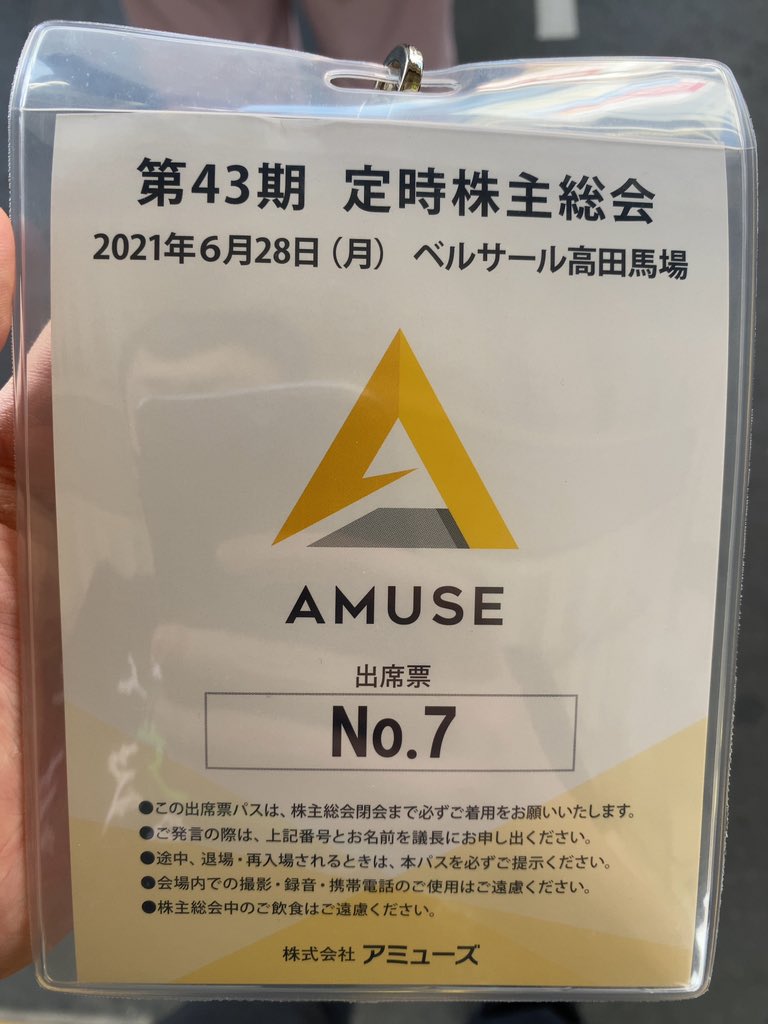 第43期 定時株主総会
2021年6月28日（月） ベルサール高田馬場
AMUSE
出席票
No.7
●この出席票パスは、株主総会閉会まで必ずご着用をお願いいたします。
●ご発言の際は、上記番号とお名前を議長にお申し出ください。
●途中、退場・再入場されるときは、本パスを必ずご提示ください。
●会場内での撮影・録音・携帯電話のご使用はご遠慮ください。
●株主総会中のご飲食はご遠慮ください。
株式会社 アミューズ